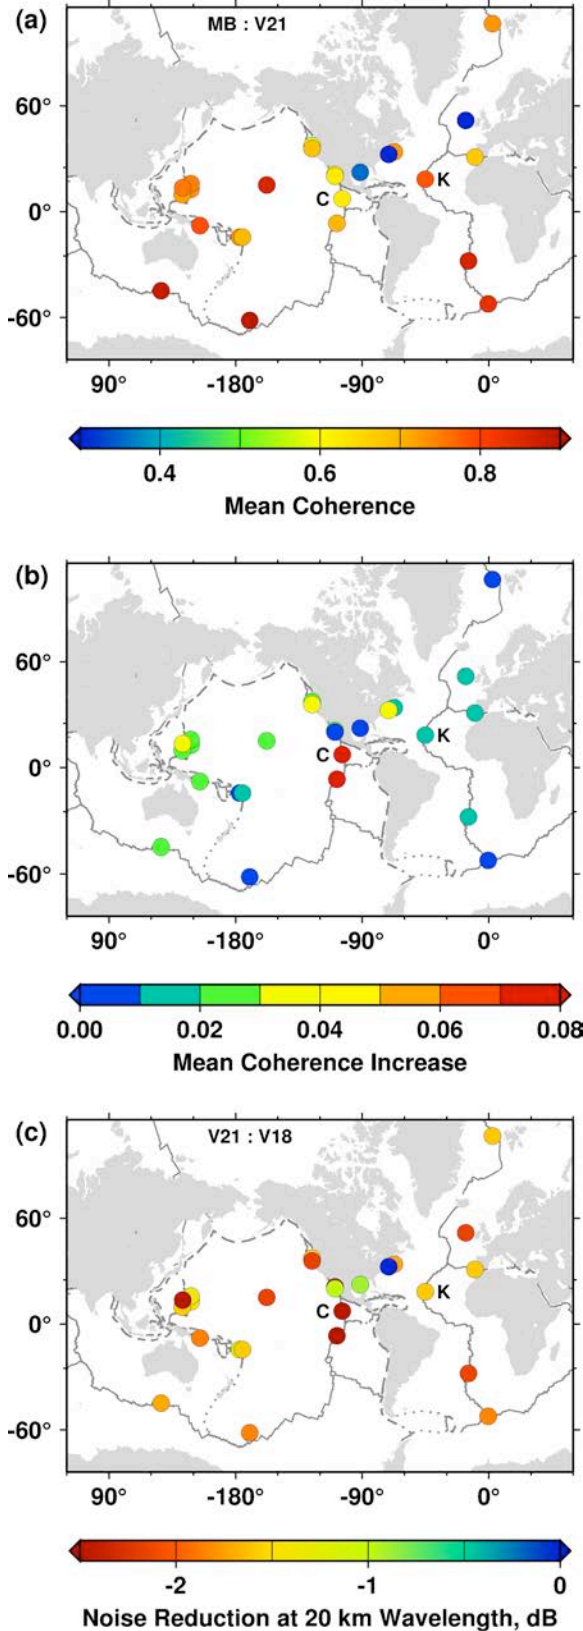 (a)
MB : V21
60°
K
C
0°
-60°
90° -180° -90° 0°
0.4 0.6 0.8
Mean Coherence
(b)
60°
K
C
0°
-60°
90° -180° -90° 0°
0.00 0.02 0.04 0.06 0.08
Mean Coherence Increase
(c)
V21 : V18
60°
K
C
0°
-60°
90° -180° -90° 0°
-2 -1 0
Noise Reduction at 20 km Wavelength, dB